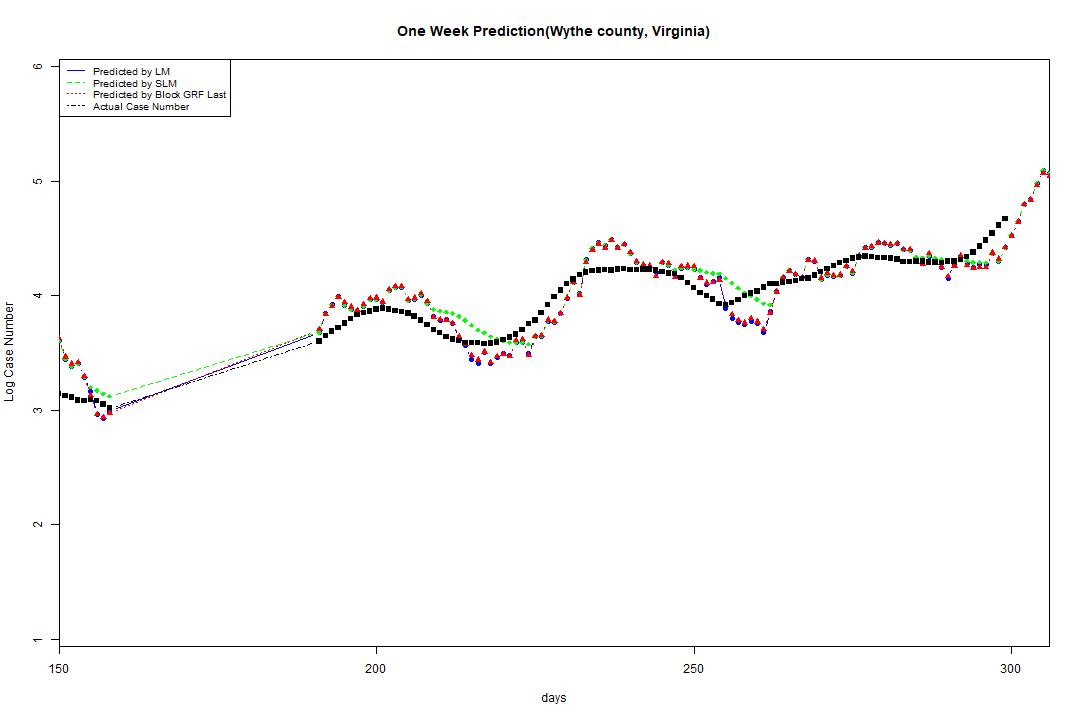 One Week Prediction(Wythe county, Virginia)
Predicted by LM
Predicted by SLM
Predicted by Block GRF Last
Actual Case Number
6
5
4
3
2
1
Log Case Number
150 200 250 300
days